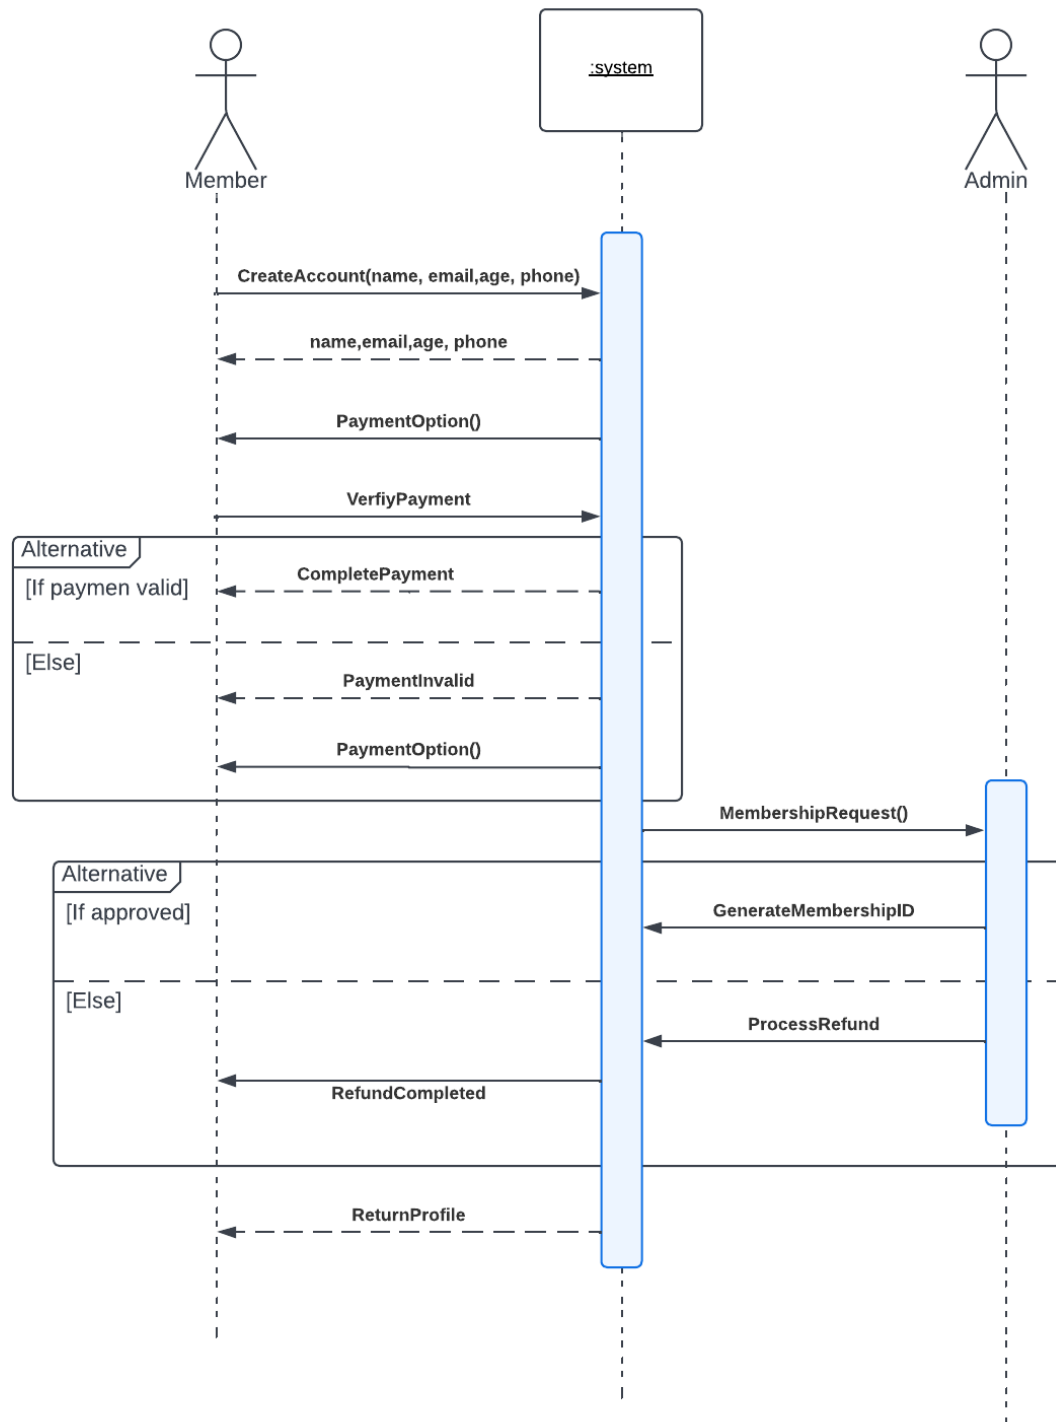 :system
Member
Admin
CreateAccount(name, email,age, phone)
name,email,age, phone
PaymentOption()
VerfiyPayment
Alternative
[If paymen valid]
CompletePayment
[Else]
PaymentInvalid
PaymentOption()
MembershipRequest()
Alternative
[If approved]
GenerateMembershipID
[Else]
ProcessRefund
RefundCompleted
ReturnProfile